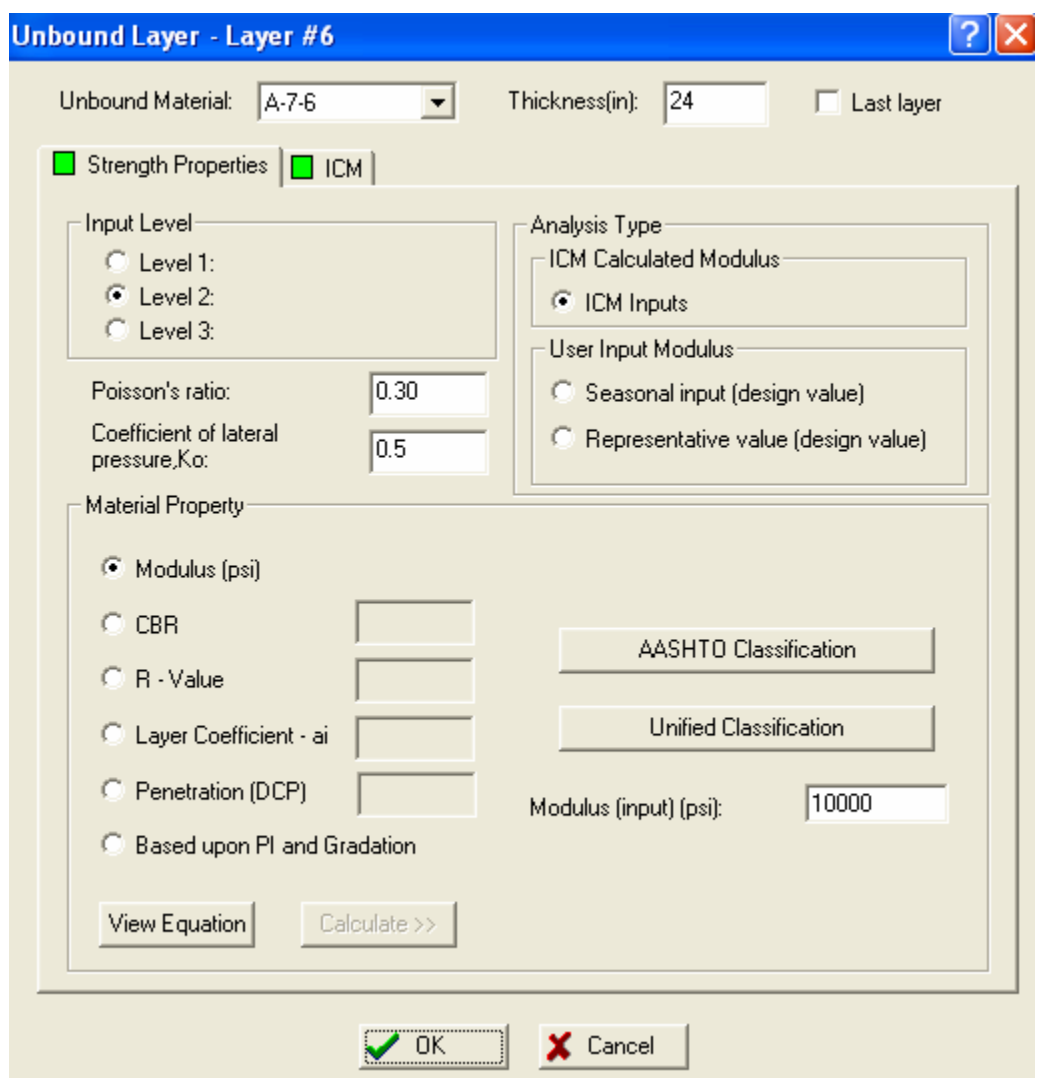 Unbound Layer - Layer #6
Unbound Material: A-7-6 Thickness(in): 24 Last layer
Strength Properties ICM
Input Level
Level 1:
Level 2:
Level 3:
Poisson's ratio: 0.30
Coefficient of lateral
pressure,Ko: 0.5
Analysis Type
ICM Calculated Modulus
ICM Inputs
User Input Modulus
Seasonal input (design value)
Representative value (design value)
Material Property
Modulus (psi)
CBR
R - Value
Layer Coefficient - ai
Penetration (DCP)
Based upon PI and Gradation
AASHTO Classification
Unified Classification
Modulus (input) (psi): 10000
View Equation Calculate >>
OK Cancel